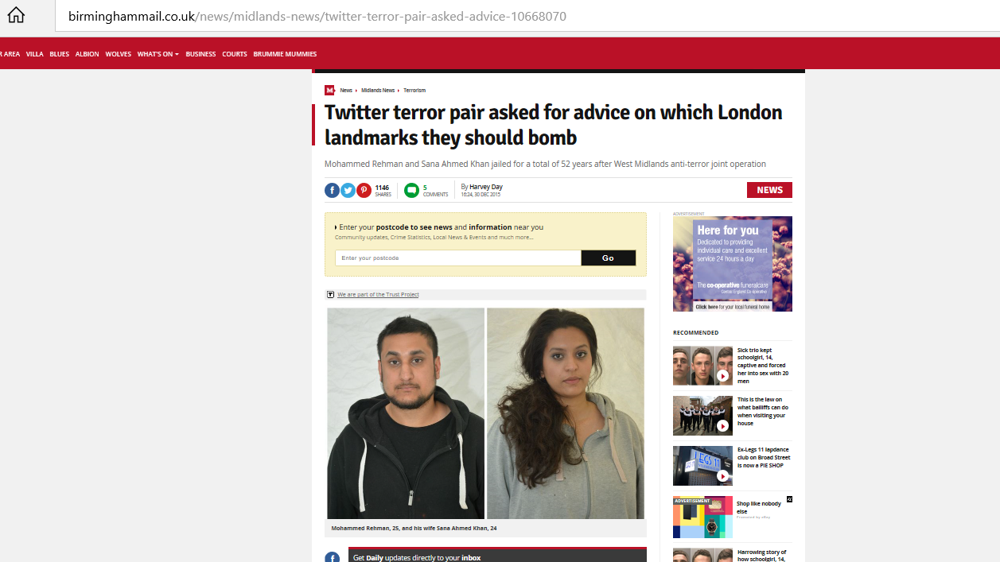 birminghammail.co.uk/news/midlands-news/twitter-terror-pair-asked-advice-10668070
R AREA VILLA BLUES ALBION WOLVES WHAT'S ON BUSINESS COURTS BRUMMIE MUMMIES
M News Midlands News Terrorism
Twitter terror pair asked for advice on which London
landmarks they should bomb
Mohammed Rehman and Sana Ahmed Khan jailed for a total of 52 years after West Midlands anti-terror joint operation
1146
SHARES
5
COMMENTS
By Harvey Day
16:24, 30 DEC 2015
NEWS
Enter your postcode to see news and information near you
Community updates, Crime Statistics, Local News & Events and much more...
Enter your postcode
Go
T We are part of the Trust Project
Mohammed Rehman, 25, and his wife Sana Ahmed Khan, 24
Get Daily updates directly to your inbox
ADVERTISEMENT
Here for you
Dedicated to providing
individual care and excellent
service 24 hours a day
The co-operative funeralcare
Central England Co-operative
Click here for your local funeral home
RECOMMENDED
Sick trio kept
schoolgirl, 14,
captive and forced
her into sex with 20
men
This is the law on
what bailiffs can do
when visiting your
house
LEGS 11
Ex-Legs 11 lapdance
club on Broad Street
is now a PIE SHOP
ADVERTISEMENT
Shop like nobody
else
Promoted by eBay
Harrowing story of
how schoolgirl, 14,